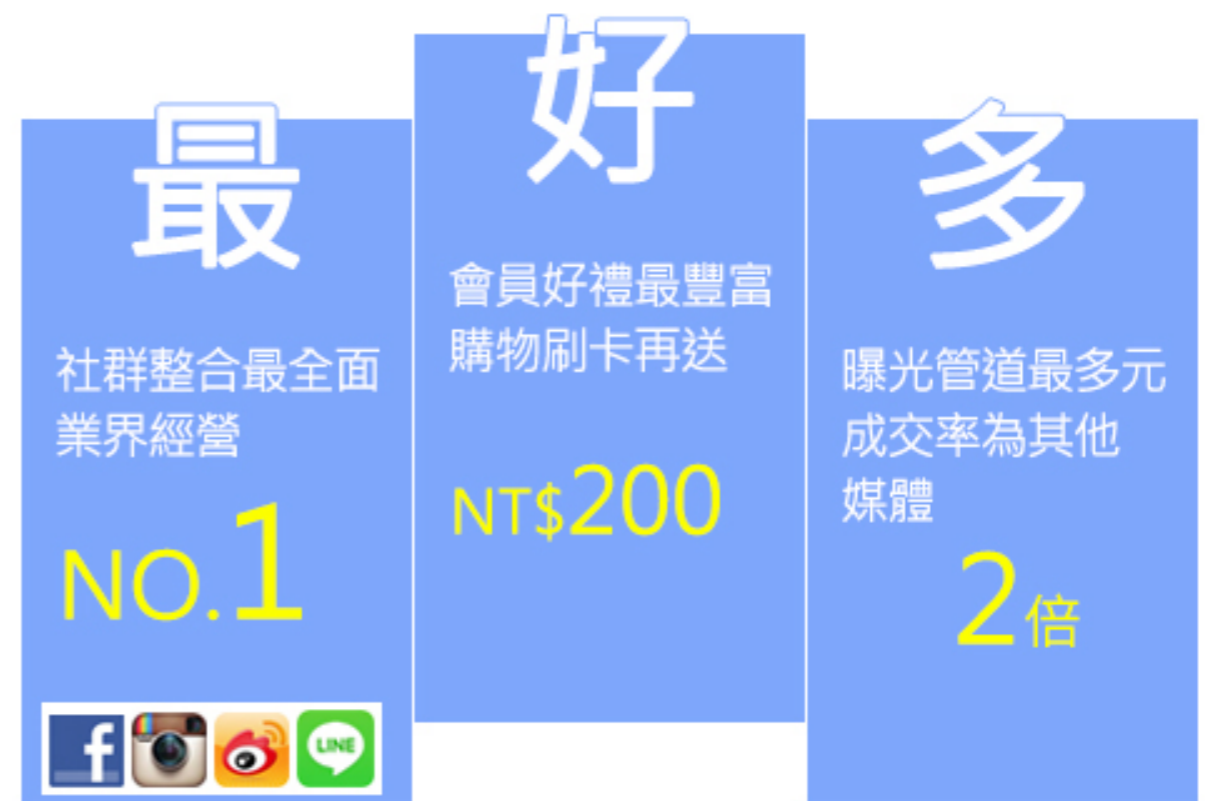 最
社群整合最全面
業界經營
NO.1
f
LINE
好
會員好禮最豐富
購物刷卡再送
NT$200
多
曝光管道最多元
成交率為其他
媒體
2倍